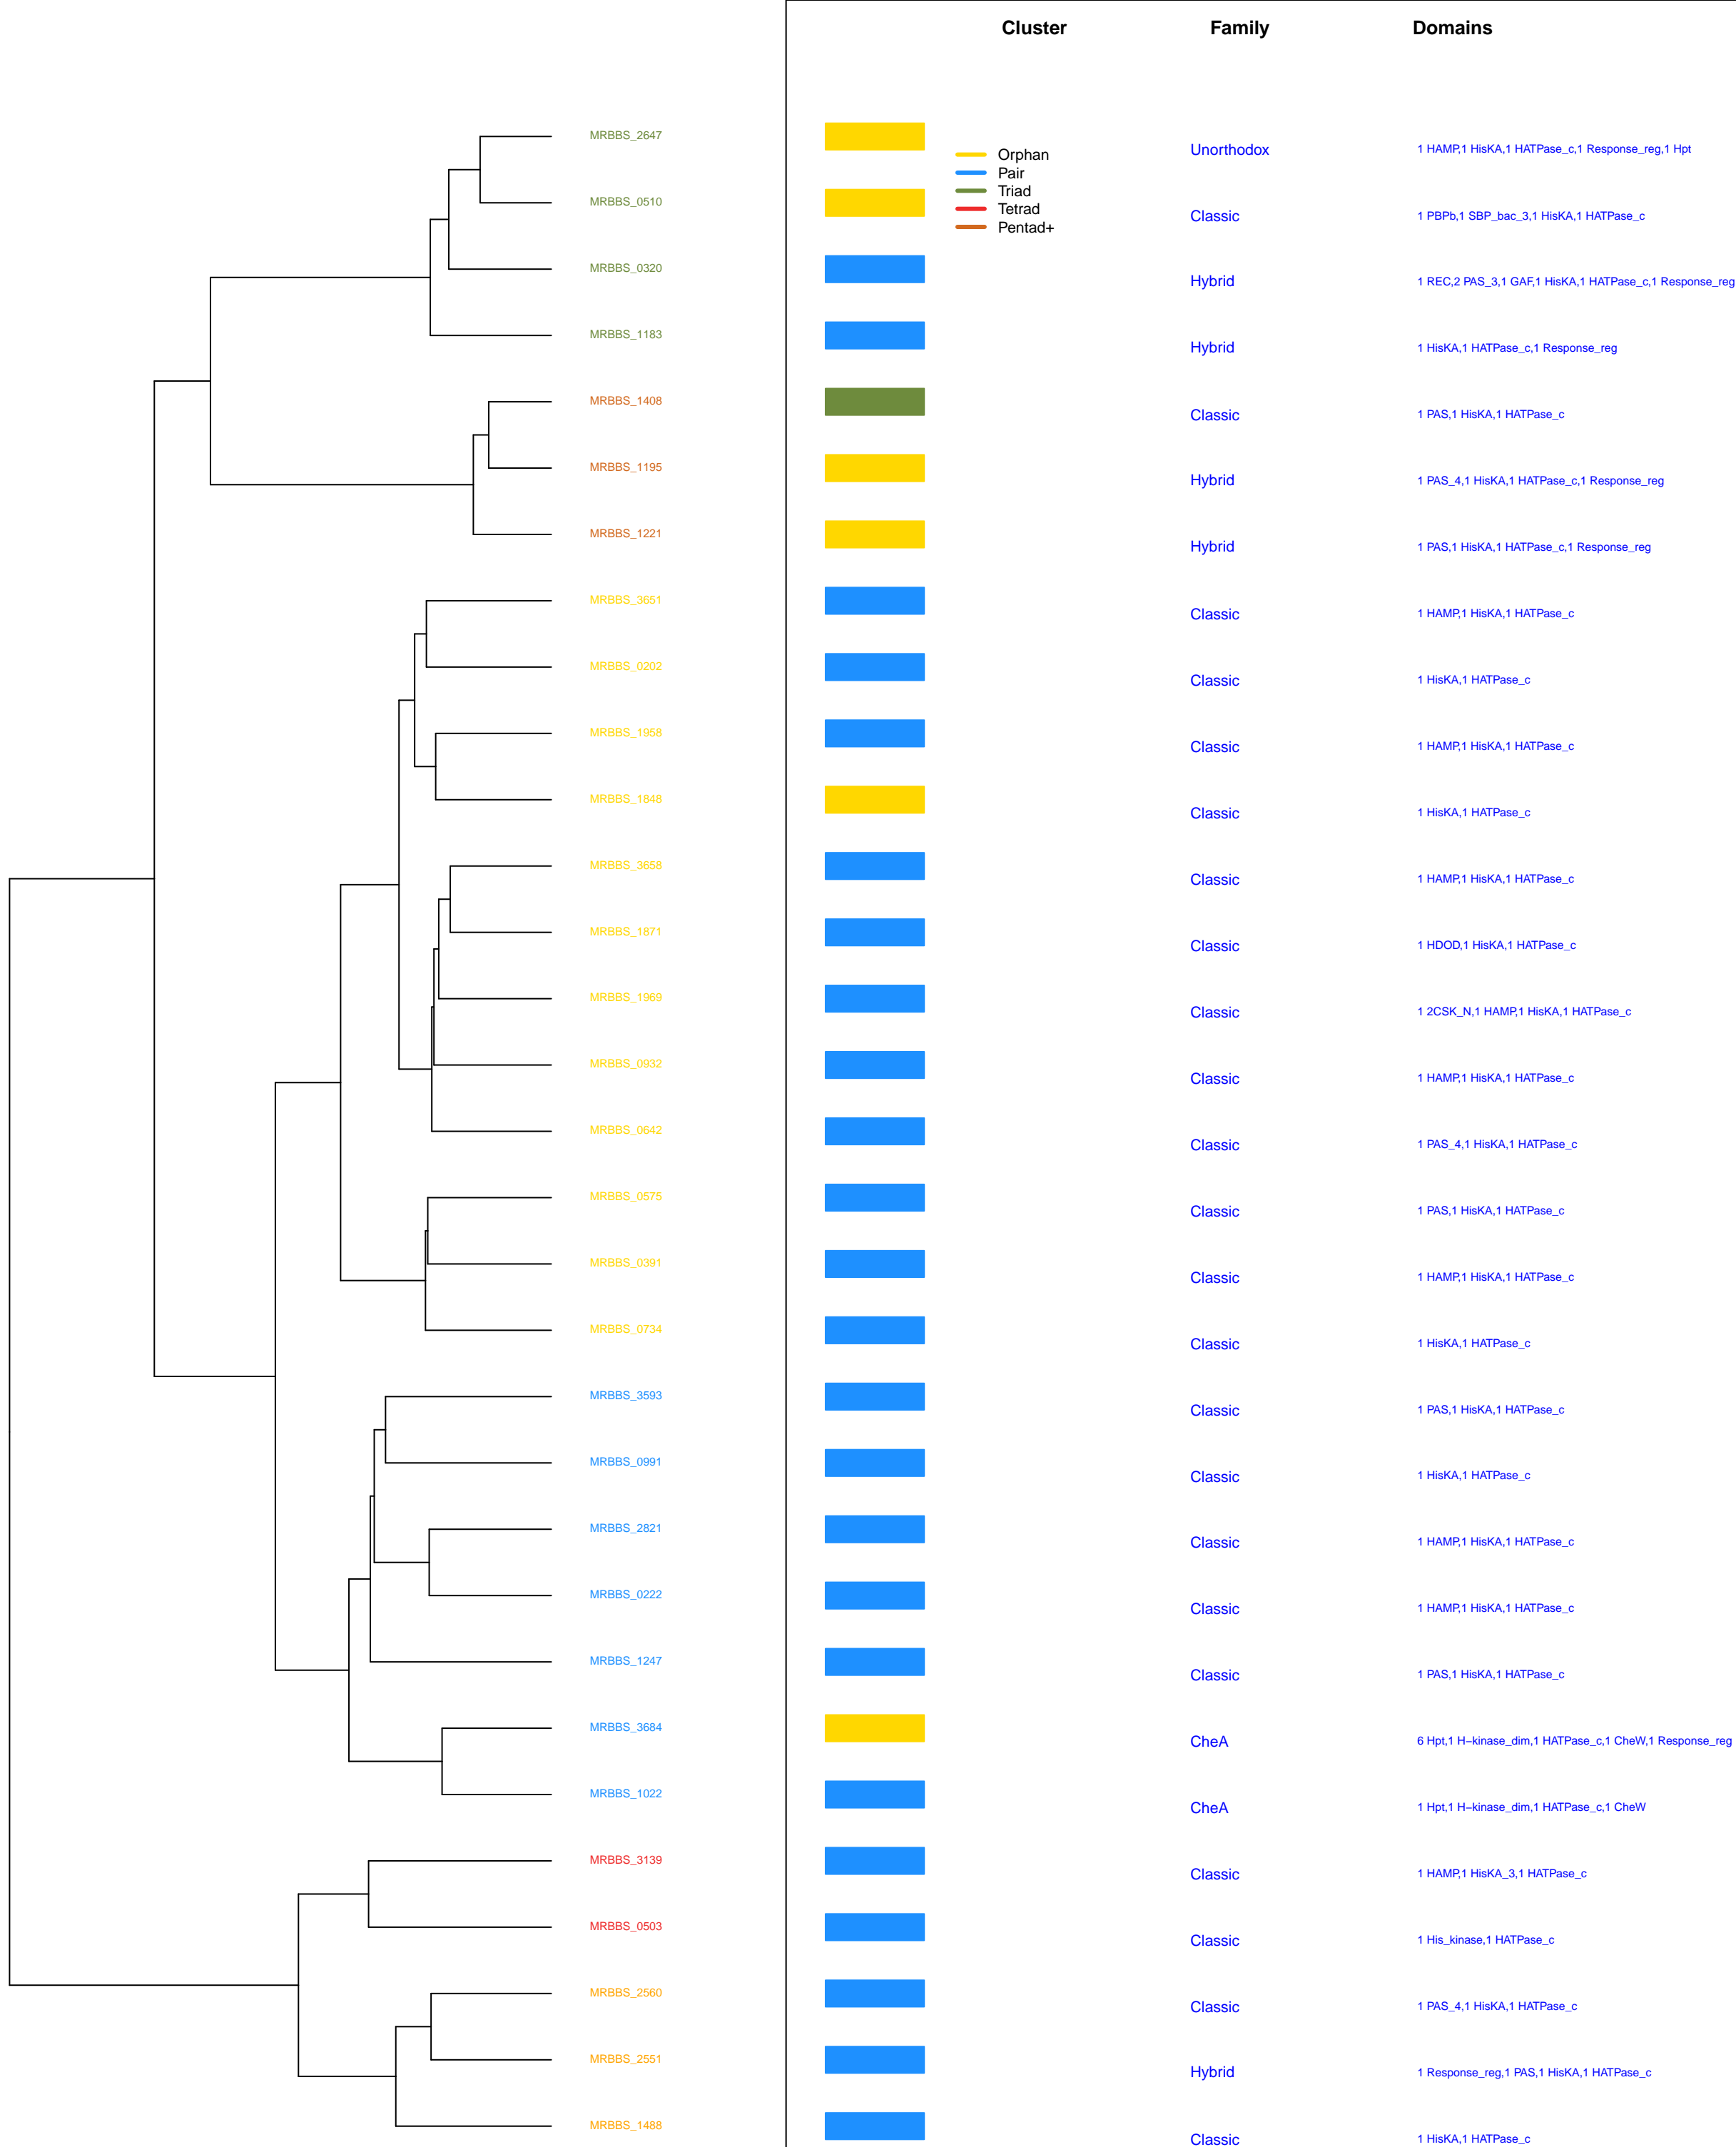 Cluster Family Domains
MRBBS_2647
Orphan
Unorthodox 1 HAMP,1 HisKA,1 HATPase_c,1 Response_reg,1 Hpt
Pair
Triad
MRBBS_0510
Tetrad
Classic 1 PBPb,1 SBP_bac_3,1 HisKA,1 HATPase_c
Pentad+
MRBBS_0320
Hybrid 1 REC,2 PAS_3,1 GAF,1 HisKA,1 HATPase_c,1 Response_reg
MRBBS_1183
Hybrid 1 HisKA,1 HATPase_c,1 Response_reg
MRBBS_1408
Classic 1 PAS,1 HisKA,1 HATPase_c
MRBBS_1195
Hybrid 1 PAS_4,1 HisKA,1 HATPase_c,1 Response_reg
MRBBS_1221
Hybrid 1 PAS,1 HisKA,1 HATPase_c,1 Response_reg
MRBBS_3651
Classic 1 HAMP,1 HisKA,1 HATPase_c
MRBBS_0202
Classic 1 HisKA,1 HATPase_c
MRBBS_1958
Classic 1 HAMP,1 HisKA,1 HATPase_c
MRBBS_1848
Classic 1 HisKA,1 HATPase_c
MRBBS_3658
Classic 1 HAMP,1 HisKA,1 HATPase_c
MRBBS_1871
Classic 1 HDOD,1 HisKA,1 HATPase_c
MRBBS_1969
Classic 1 2CSK_N,1 HAMP,1 HisKA,1 HATPase_c
MRBBS_0932
Classic 1 HAMP,1 HisKA,1 HATPase_c
MRBBS_0642
Classic 1 PAS_4,1 HisKA,1 HATPase_c
MRBBS_0575
Classic 1 PAS,1 HisKA,1 HATPase_c
MRBBS_0391
Classic 1 HAMP,1 HisKA,1 HATPase_c
MRBBS_0734
Classic 1 HisKA,1 HATPase_c
MRBBS_3593
Classic 1 PAS,1 HisKA,1 HATPase_c
MRBBS_0991
Classic 1 HisKA,1 HATPase_c
MRBBS_2821
Classic 1 HAMP,1 HisKA,1 HATPase_c
MRBBS_0222
Classic 1 HAMP,1 HisKA,1 HATPase_c
MRBBS_1247
Classic 1 PAS,1 HisKA,1 HATPase_c
MRBBS_3684
CheA 6 Hpt,1 H−kinase_dim,1 HATPase_c,1 CheW,1 Response_reg
MRBBS_1022
CheA 1 Hpt,1 H−kinase_dim,1 HATPase_c,1 CheW
MRBBS_3139
Classic 1 HAMP,1 HisKA_3,1 HATPase_c
MRBBS_0503
Classic 1 His_kinase,1 HATPase_c
MRBBS_2560
Classic 1 PAS_4,1 HisKA,1 HATPase_c
MRBBS_2551
Hybrid 1 Response_reg,1 PAS,1 HisKA,1 HATPase_c
MRBBS_1488
Classic 1 HisKA,1 HATPase_c